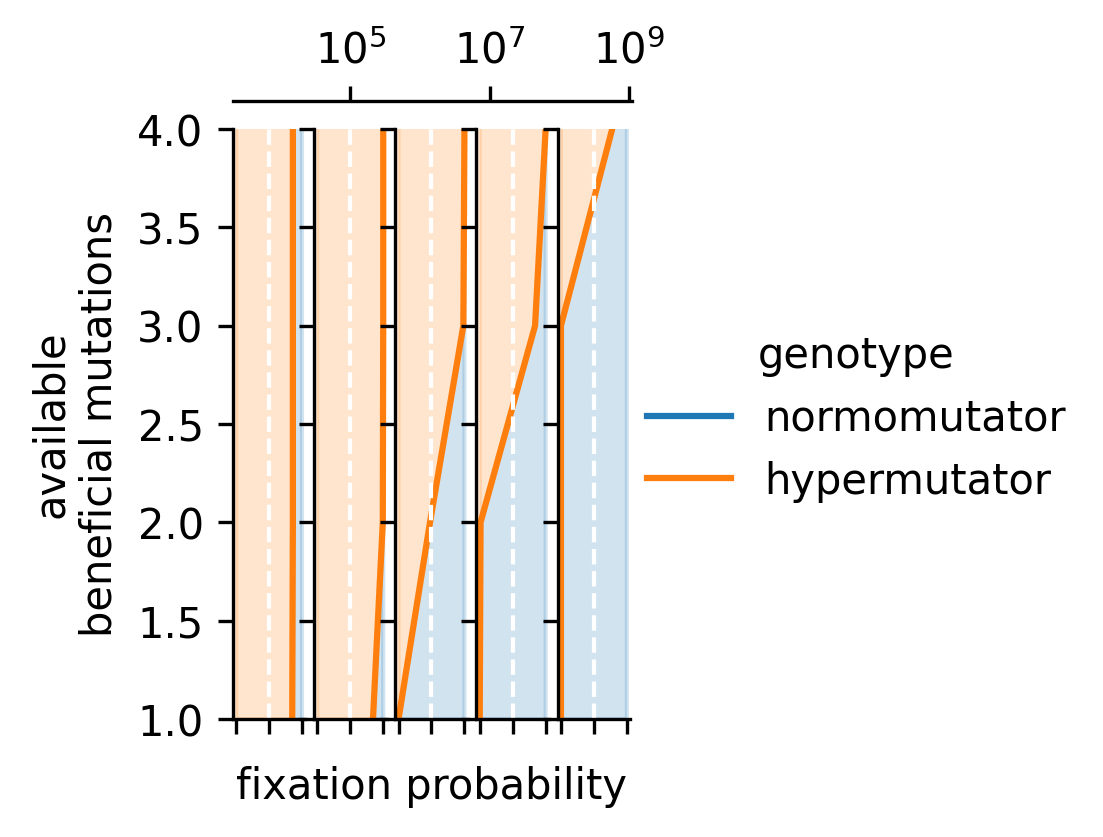 10⁵ 10⁷ 10⁹
4.0
3.5
3.0
2.5
2.0
1.5
1.0
available
beneficial mutations
fixation probability
genotype
normomutator
hypermutator